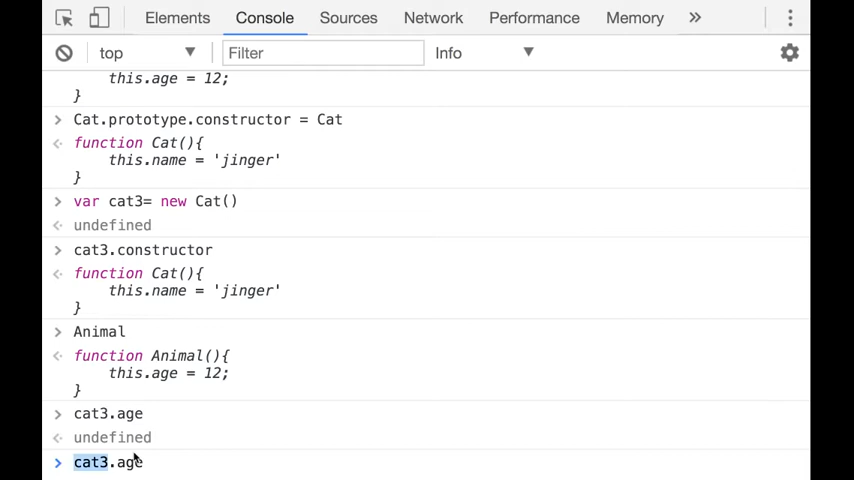 Elements Console Sources Network Performance Memory »
top Filter Info
this.age = 12;
}
> Cat.prototype.constructor = Cat
function Cat(){
this.name = 'jinger'
}
> var cat3= new Cat()
undefined
> cat3.constructor
function Cat(){
this.name = 'jinger'
}
> Animal
function Animal(){
this.age = 12;
}
> cat3.age
undefined
> cat3.age